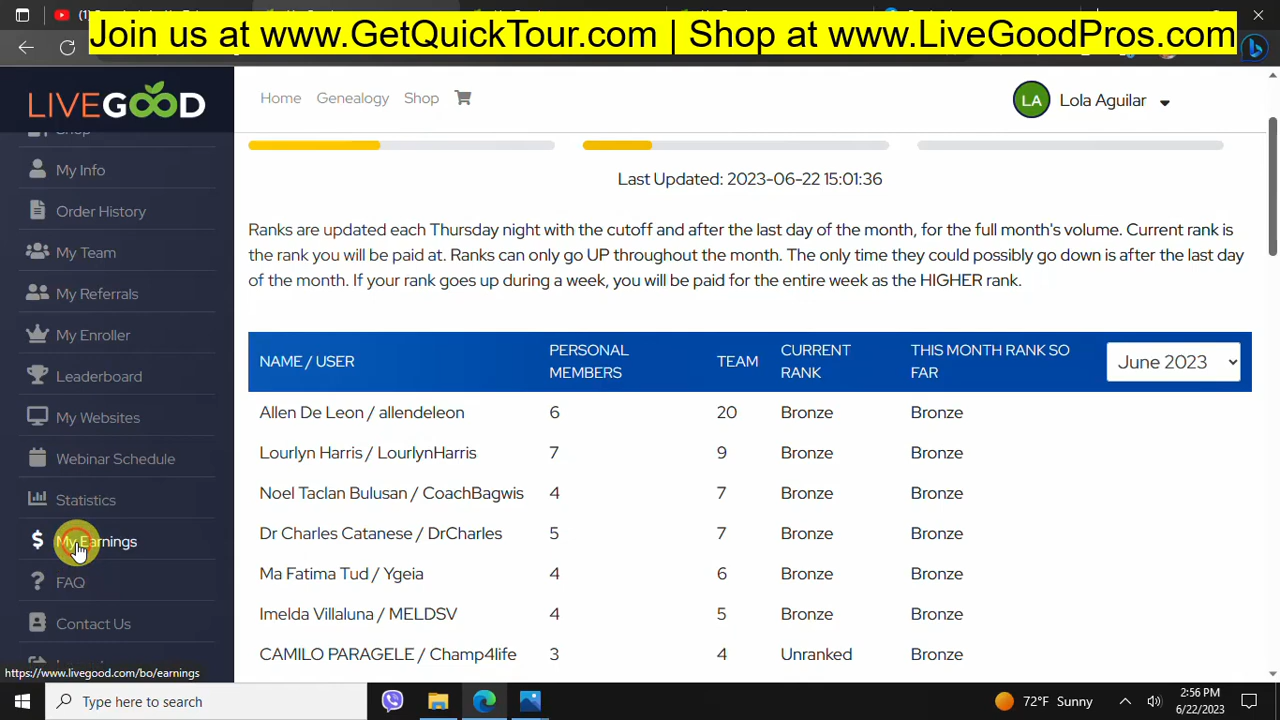 Join us at www.GetQuickTour.com | Shop at www.LiveGoodPros.com
LIVEGOOD
Home Genealogy Shop
LA Lola Aguilar
My Info
Order History
My Team
My Referrals
My Enroller
Leaderboard
My Websites
Webinar Schedule
Statistics
My Earnings
FAQ
Contact Us
https://www.livegood.com/bo/earnings
Last Updated: 2023-06-22 15:01:36
Ranks are updated each Thursday night with the cutoff and after the last day of the month, for the full month's volume. Current rank is
the rank you will be paid at. Ranks can only go UP throughout the month. The only time they could possibly go down is after the last day
of the month. If your rank goes up during a week, you will be paid for the entire week as the HIGHER rank.
NAME / USER PERSONAL MEMBERS TEAM CURRENT RANK THIS MONTH RANK SO FAR June 2023
Allen De Leon / allendeleon 6 20 Bronze Bronze
Lourlyn Harris / LourlynHarris 7 9 Bronze Bronze
Noel Taclan Bulusan / CoachBagwis 4 7 Bronze Bronze
Dr Charles Catanese / DrCharles 5 7 Bronze Bronze
Ma Fatima Tud / Ygeia 4 6 Bronze Bronze
Imelda Villaluna / MELDSV 4 5 Bronze Bronze
CAMILO PARAGELE / Champ4life 3 4 Unranked Bronze
Type here to search
72°F Sunny
2:56 PM
6/22/2023